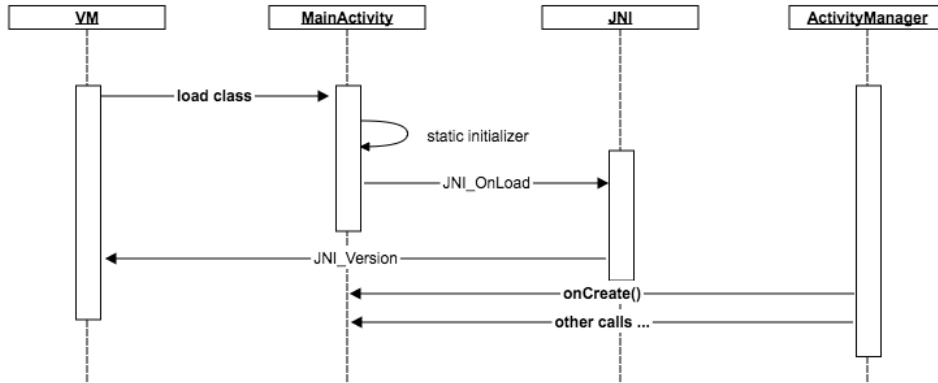 VM
MainActivity
JNI
ActivityManager
load class
static initializer
JNI_OnLoad
JNI_Version
onCreate()
other calls ...